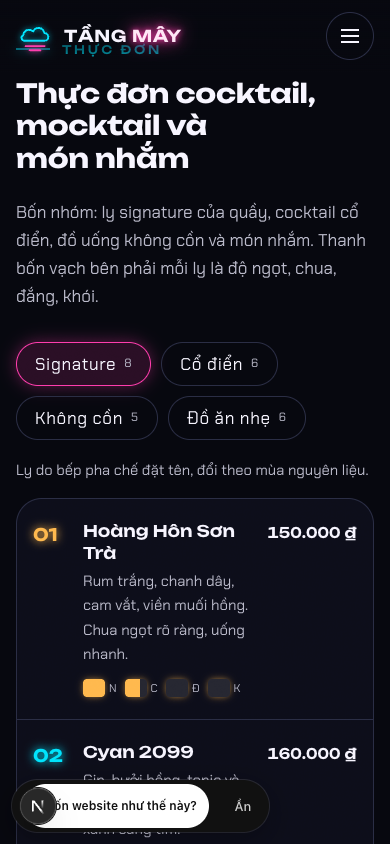 TẦNG MÂY
THỰC ĐƠN
Thực đơn cocktail,
mocktail và
món nhắm
Bốn nhóm: ly signature của quầy, cocktail cổ
điển, đồ uống không cồn và món nhắm. Thanh
bốn vạch bên phải mỗi ly là độ ngọt, chua,
đắng, khói.
Signature 8
Cổ điển 6
Không cồn 5
Đồ ăn nhẹ 6
Ly do bếp pha chế đặt tên, đổi theo mùa nguyên liệu.
01 Hoàng Hôn Sơn Trà 150.000 ₫
Rum trắng, chanh dây,
cam vắt, viền muối hồng.
Chua ngọt rõ ràng, uống
nhanh.
N C Đ K
02 Cyan 2099 160.000 ₫
Gin, bưởi hồng, tonic và
N ốn website như thế này? Ẩn